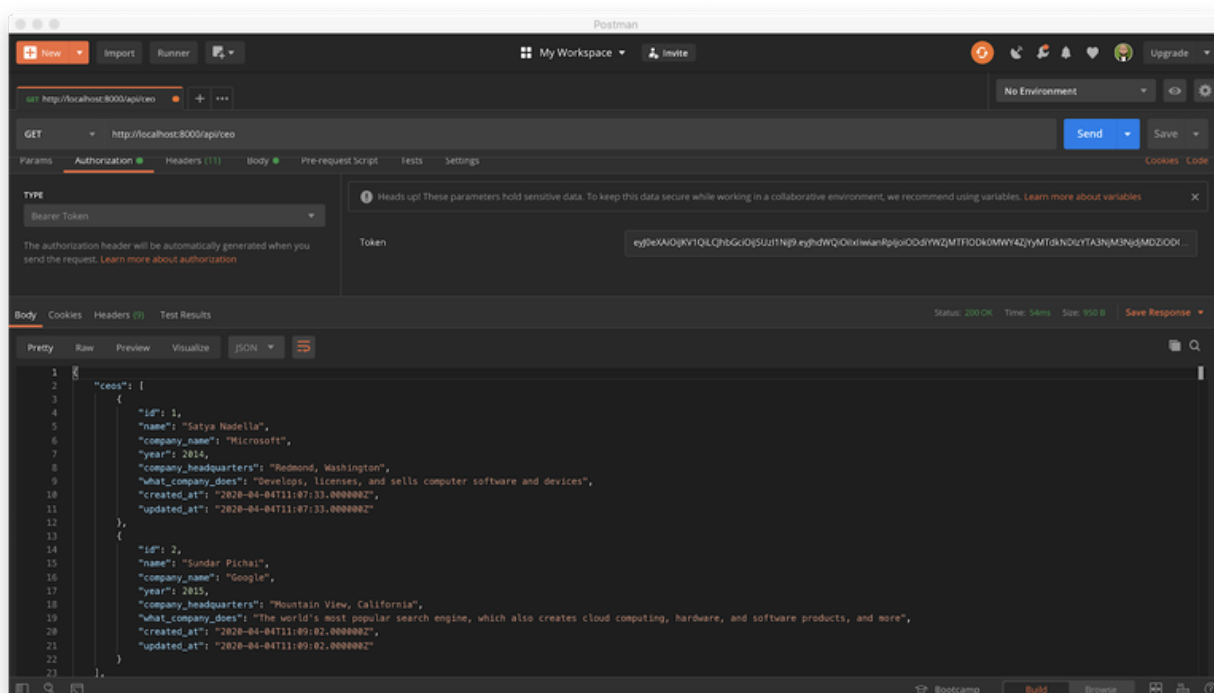 Postman
New Import Runner My Workspace Invite Upgrade
GET http://localhost:8000/api/ceo No Environment
GET http://localhost:8000/api/ceo Send Save
Params Authorization Headers (11) Body Pre-request Script Tests Settings Cookies Code
TYPE
Bearer Token
The authorization header will be automatically generated when you
send the request. Learn more about authorization
Heads up! These parameters hold sensitive data. To keep this data secure while working in a collaborative environment, we recommend using variables. Learn more about variables
Token
Body Cookies Headers (9) Test Results Status: 200 OK Time: 54ms Size: 950 B Save Response
Pretty Raw Preview Visualize JSON
1 {
2 "ceos": [
3 {
4 "id": 1,
5 "name": "Satya Nadella",
6 "company_name": "Microsoft",
7 "year": 2014,
8 "company_headquarters": "Redmond, Washington",
9 "what_company_does": "Develops, licenses, and sells computer software and devices",
10 "created_at": "2020-04-04T11:07:33.000000Z",
11 "updated_at": "2020-04-04T11:07:33.000000Z"
12 },
13 {
14 "id": 2,
15 "name": "Sundar Pichai",
16 "company_name": "Google",
17 "year": 2015,
18 "company_headquarters": "Mountain View, California",
19 "what_company_does": "The world's most popular search engine, which also creates cloud computing, hardware, and software products, and more",
20 "created_at": "2020-04-04T11:09:02.000000Z",
21 "updated_at": "2020-04-04T11:09:02.000000Z"
22 }
23 ],
Bootcamp Build Browse